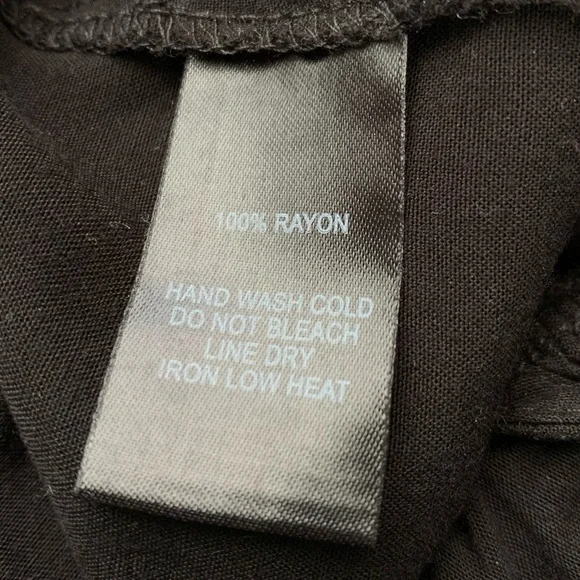 100% RAYON
HAND WASH COLD
DO NOT BLEACH
LINE DRY
IRON LOW HEAT